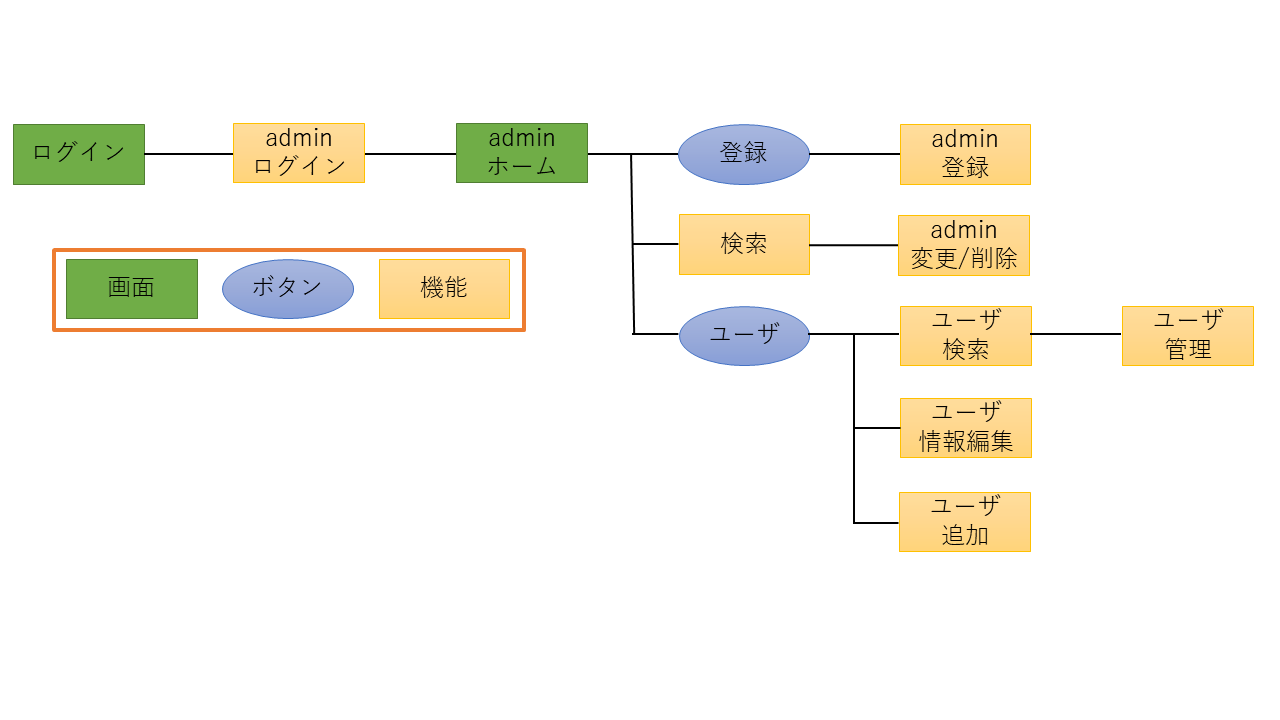 ログイン
admin
ログイン
admin
ホーム
登録
admin
登録
検索
admin
変更/削除
画面
ボタン
機能
ユーザ
ユーザ
検索
ユーザ
管理
ユーザ
情報編集
ユーザ
追加